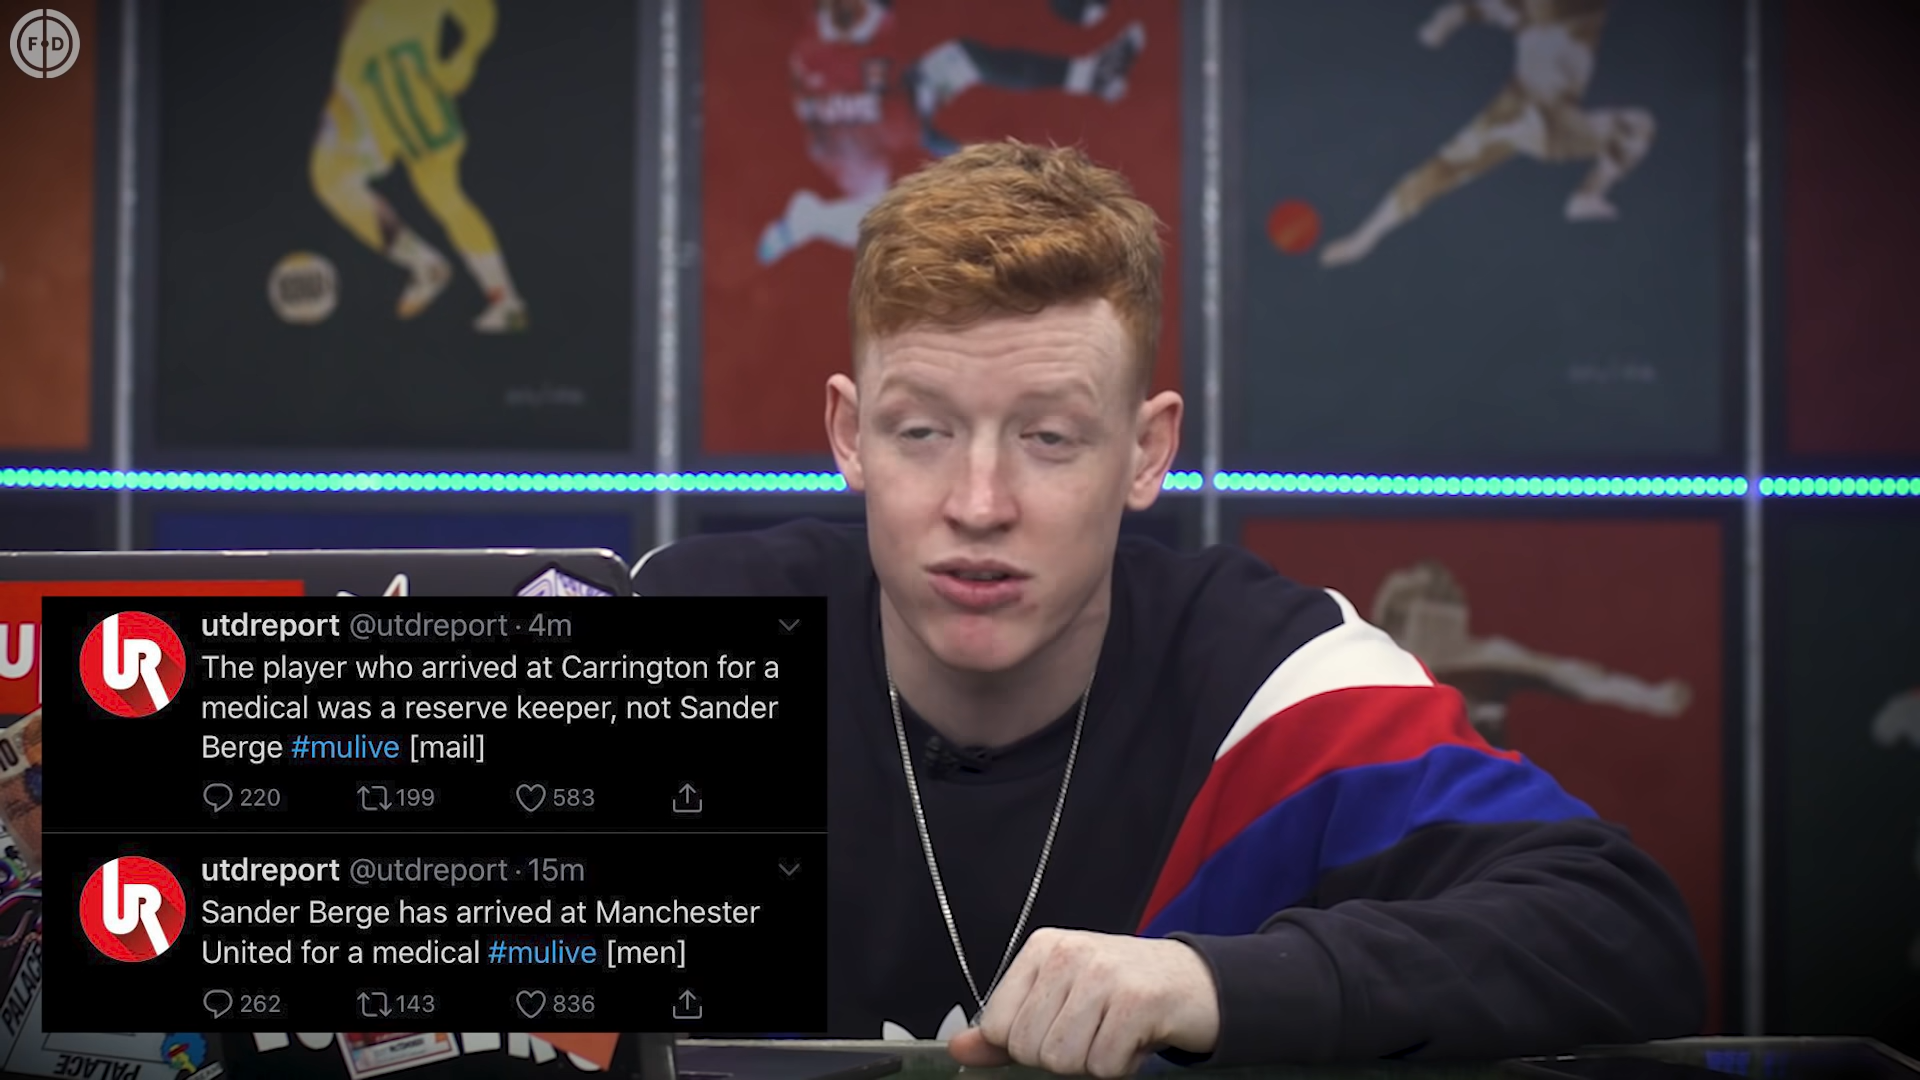 F D
10
utdreport @utdreport · 4m
The player who arrived at Carrington for a
medical was a reserve keeper, not Sander
Berge #mulive [mail]
220 199 583
utdreport @utdreport · 15m
Sander Berge has arrived at Manchester
United for a medical #mulive [men]
262 143 836
PALACE
PALACE